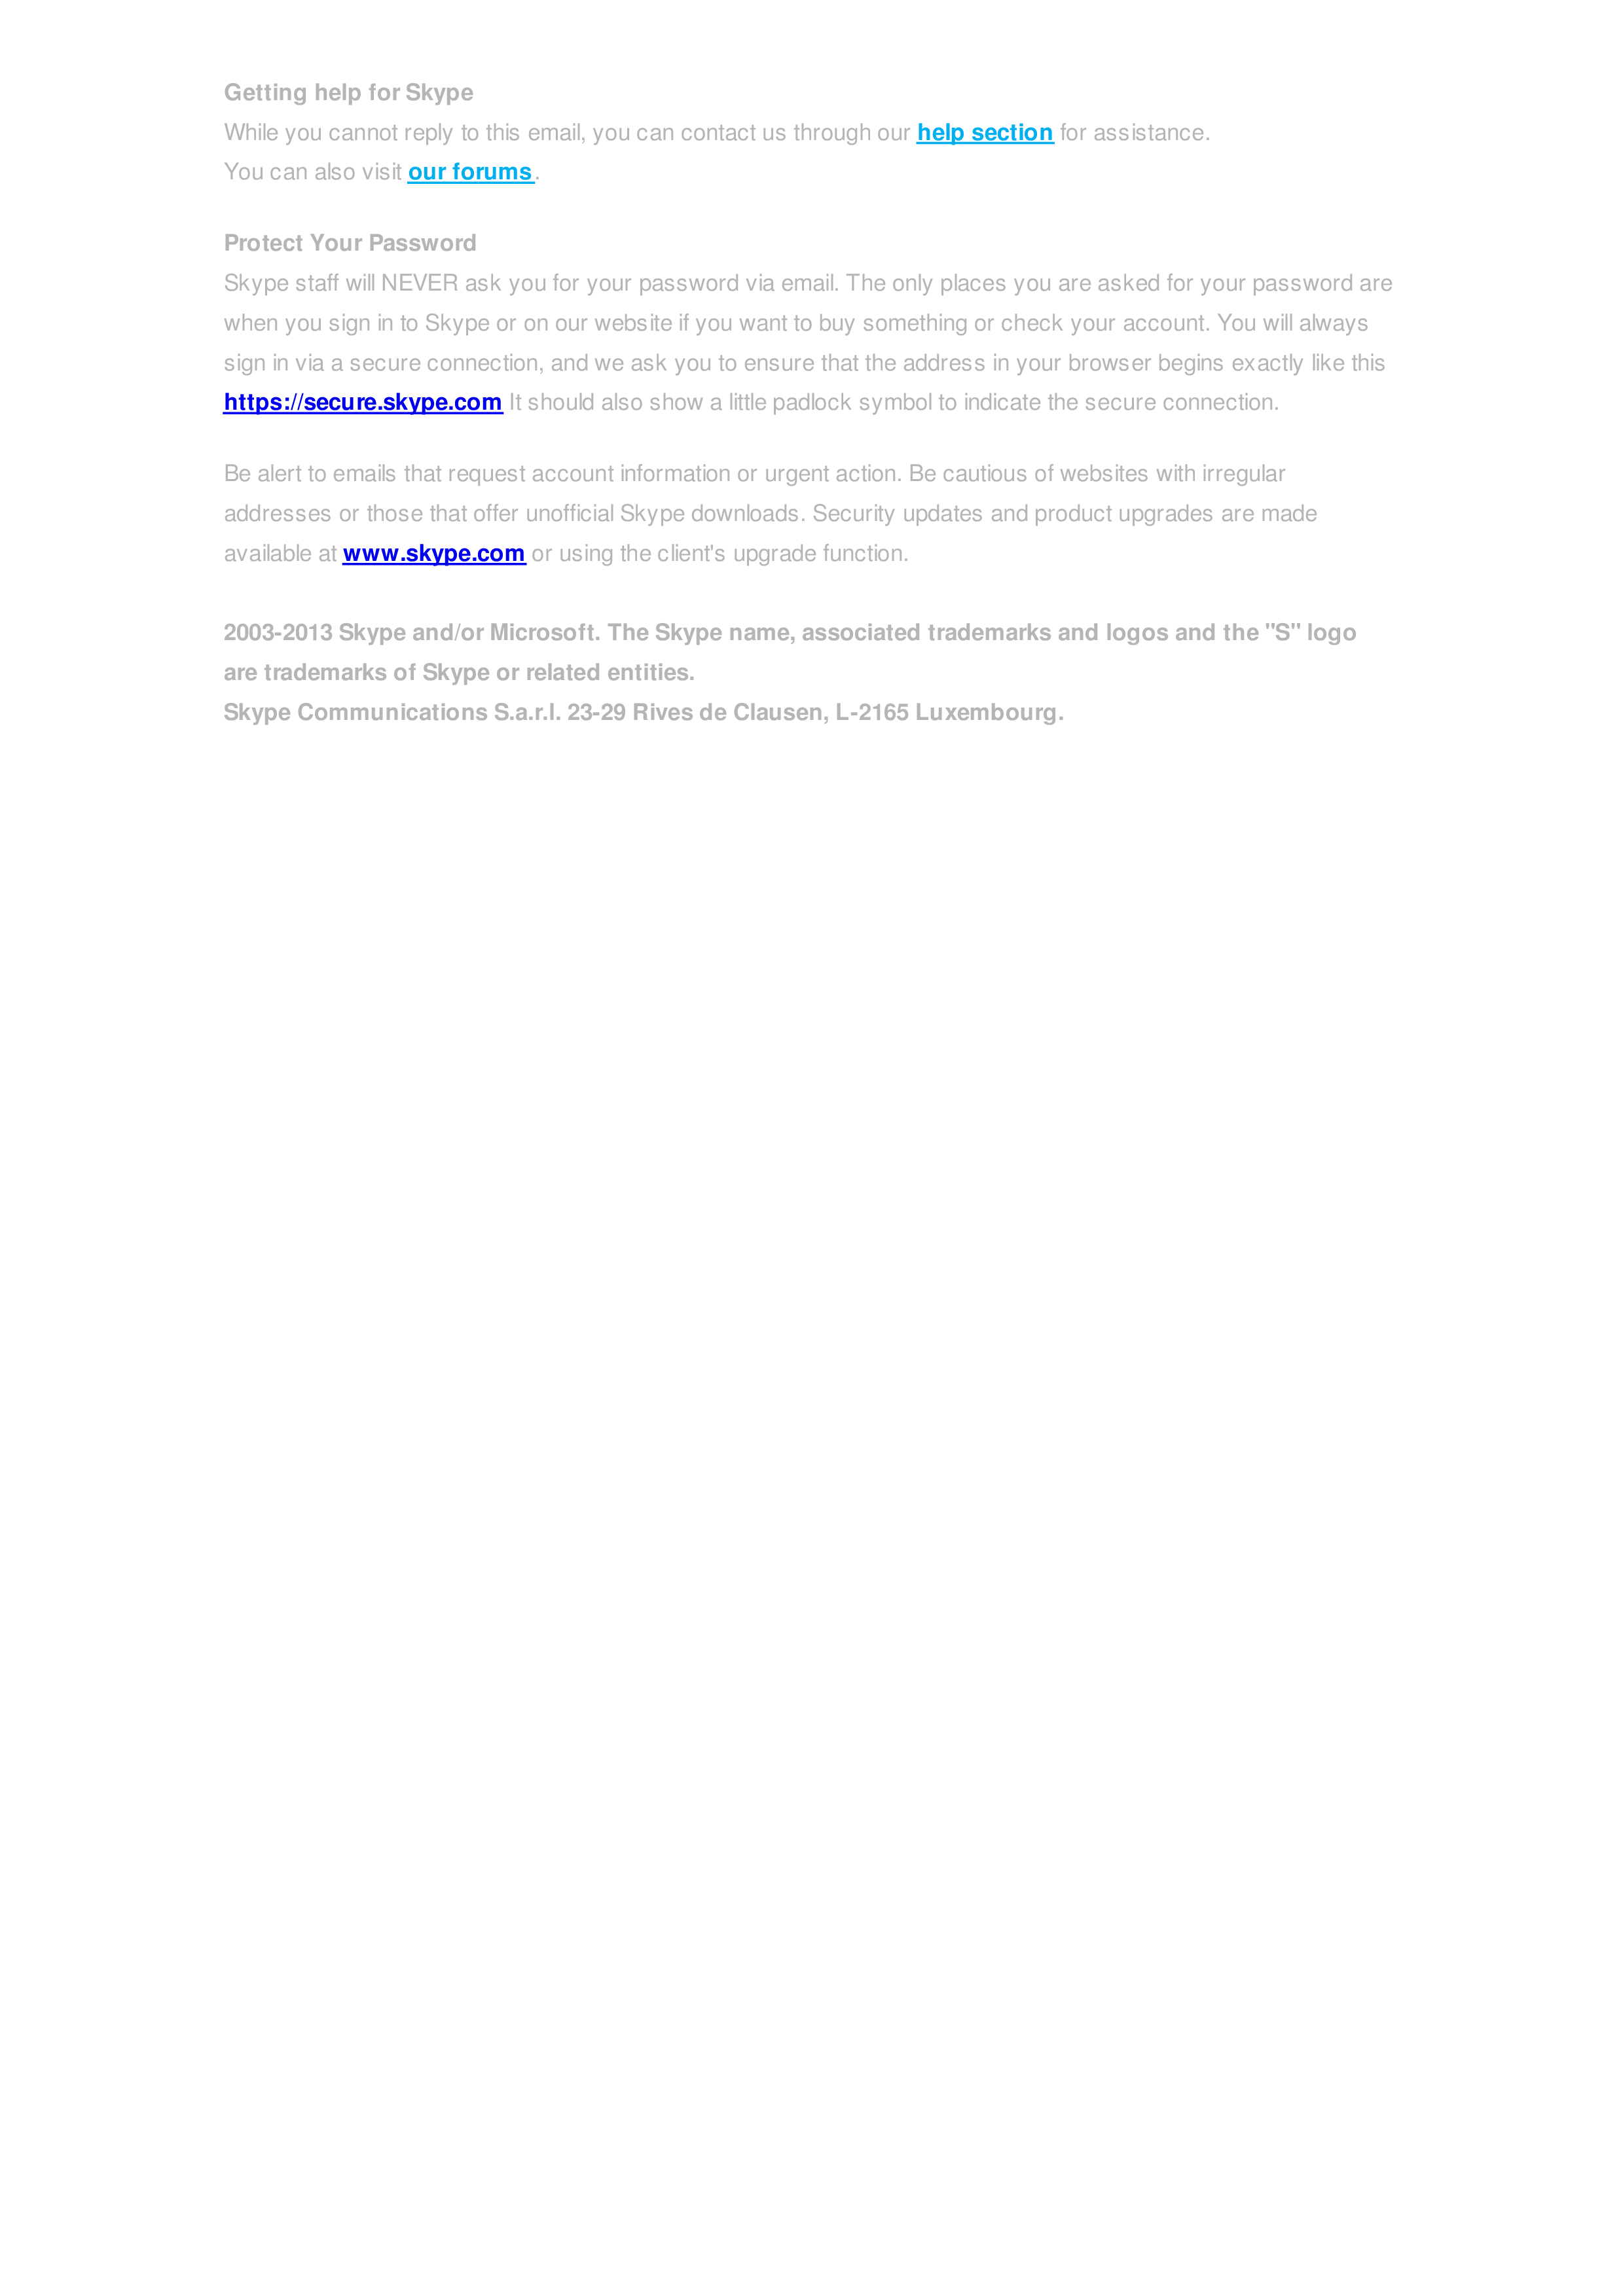 Getting help for Skype
While you cannot reply to this email, you can contact us through our help section for assistance.
You can also visit our forums.
Protect Your Password
Skype staff will NEVER ask you for your password via email. The only places you are asked for your password are
when you sign in to Skype or on our website if you want to buy something or check your account. You will always
sign in via a secure connection, and we ask you to ensure that the address in your browser begins exactly like this
https://secure.skype.com It should also show a little padlock symbol to indicate the secure connection.
Be alert to emails that request account information or urgent action. Be cautious of websites with irregular
addresses or those that offer unofficial Skype downloads. Security updates and product upgrades are made
available at www.skype.com or using the client's upgrade function.
2003-2013 Skype and/or Microsoft. The Skype name, associated trademarks and logos and the "S" logo
are trademarks of Skype or related entities.
Skype Communications S.a.r.l. 23-29 Rives de Clausen, L-2165 Luxembourg.